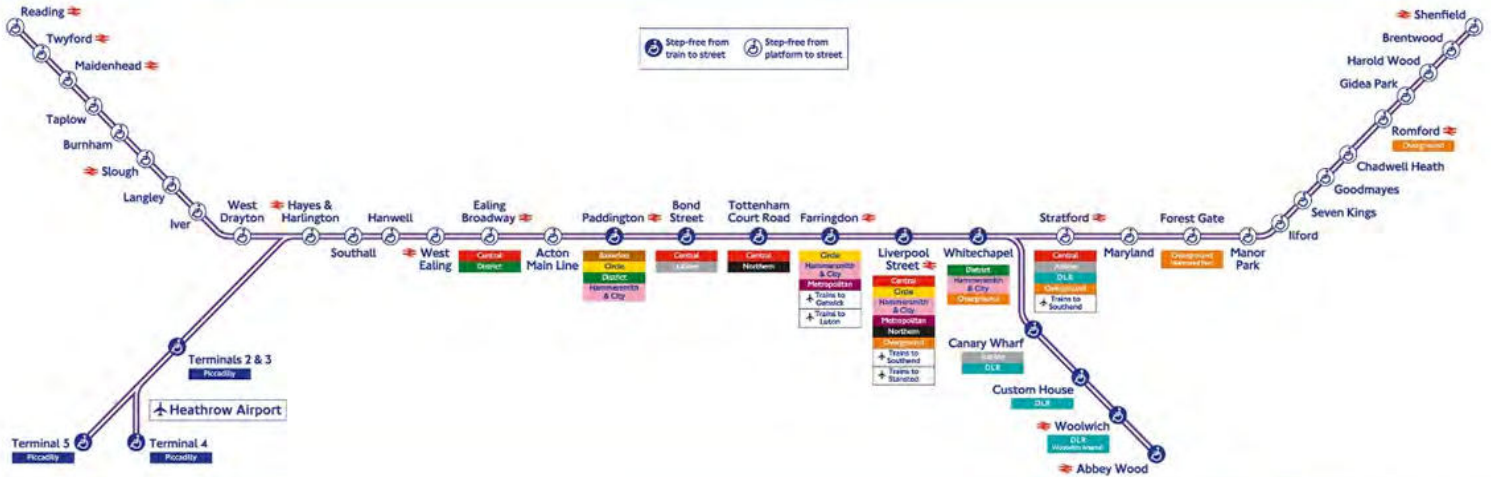 Reading
Twyford
Maidenhead
Taplow
Burnham
Slough
Langley
Iver
West
Drayton
Hayes &
Harlington
Southall
Hanwell
West
Ealing
Ealing
Broadway
Central
District
Acton
Main Line
Paddington
Bakerloo
Circle
District
Hammersmith
& City
Bond
Street
Central
Jubilee
Tottenham
Court Road
Central
Northern
Farringdon
Circle
Hammersmith
& City
Metropolitan
Trains to
Gatwick
Trains to
Luton
Liverpool
Street
Central
Circle
Hammersmith
& City
Metropolitan
Northern
Overground
Trains to
Southend
Trains to
Stansted
Whitechapel
District
Hammersmith
& City
Overground
Stratford
Central
Jubilee
DLR
Overground
Trains to
Southend
Maryland
Forest Gate
Overground
Wanstead Park
Manor
Park
Ilford
Seven Kings
Goodmayes
Chadwell Heath
Romford
Overground
Gidea Park
Harold Wood
Brentwood
Shenfield
Step-free from
train to street
Step-free from
platform to street
Terminals 2 & 3
Piccadilly
Heathrow Airport
Terminal 5
Piccadilly
Terminal 4
Piccadilly
Canary Wharf
Jubilee
DLR
Custom House
DLR
Woolwich
DLR
Woolwich Arsenal
Abbey Wood